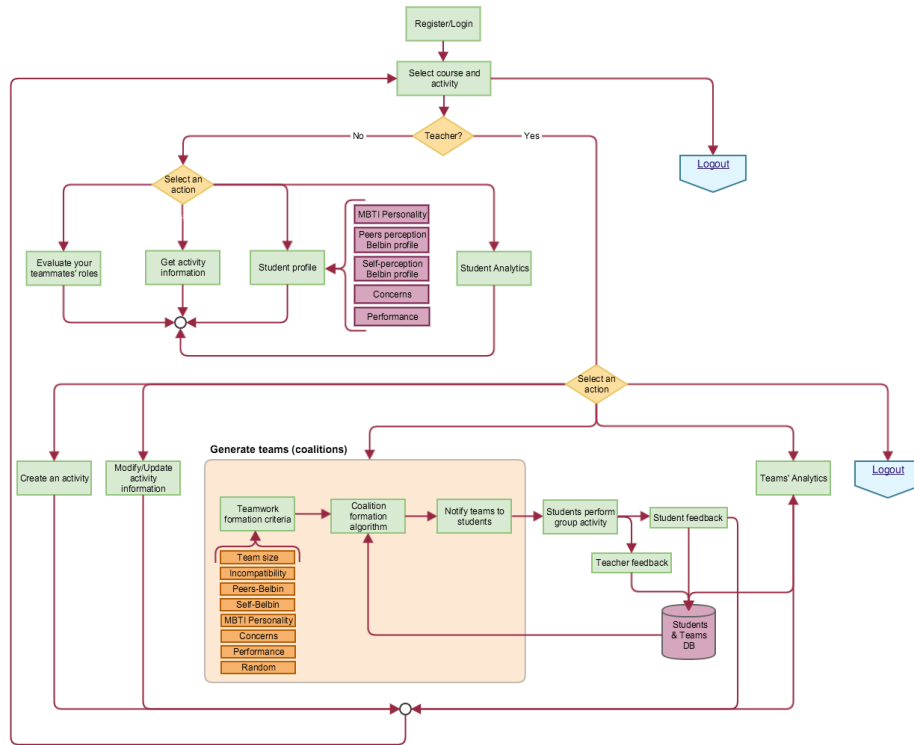 Register/Login
Select course and
activity
No
Teacher?
Yes
Logout
Select an
action
MBTI Personality
Peers perception
Belbin profile
Self-perception
Belbin profile
Concerns
Performance
Evaluate your
teammates' roles
Get activity
information
Student profile
Student Analytics
Select an
action
Generate teams (coalitions)
Create an activity
Modify/Update
activity
information
Teams' Analytics
Logout
Teamwork
formation criteria
Coalition
formation
algorithm
Notify teams to
students
Students perform
group activity
Student feedback
Teacher feedback
Team size
Incompatibility
Peers-Belbin
Self-Belbin
MBTI Personality
Concerns
Performance
Random
Students
& Teams
DB